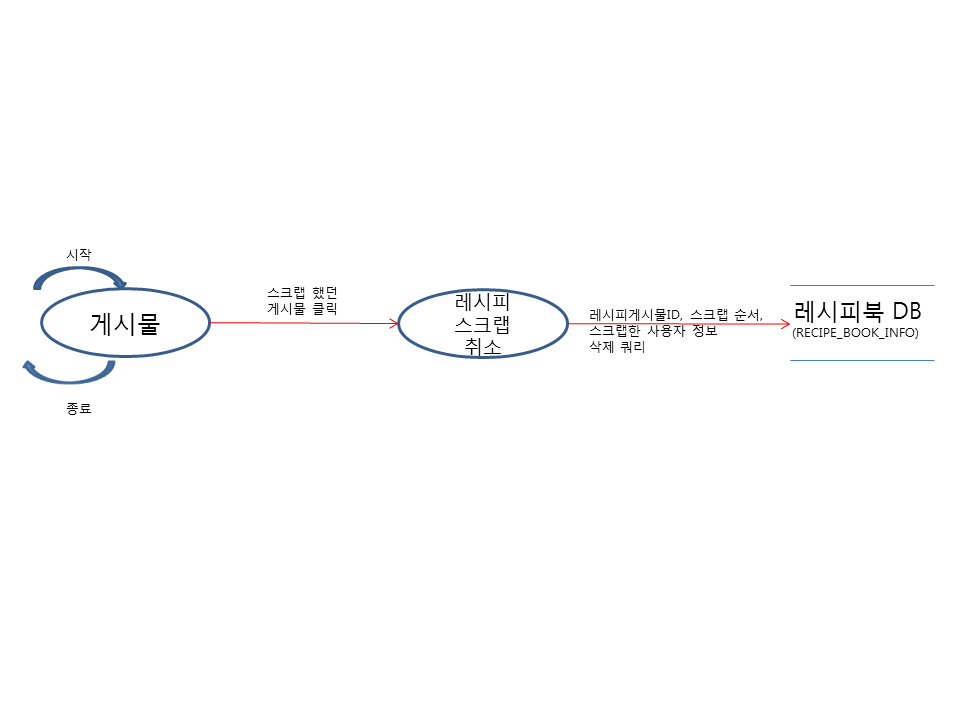 시작
게시물
종료
스크랩 했던
게시물 클릭
레시피
스크랩
취소
레시피게시물ID, 스크랩 순서,
스크랩한 사용자 정보
삭제 쿼리
레시피북 DB
(RECIPE_BOOK_INFO)